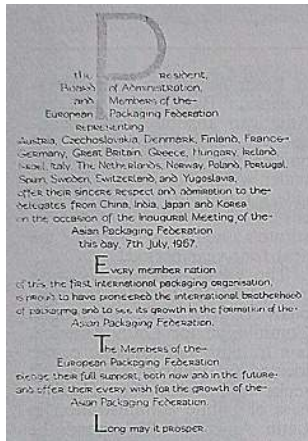 The President,
Board of Administration,
and Members of the
European Packaging Federation
representing
Austria, Czechoslovakia, Denmark, Finland, France
Germany, Great Britain, Greece, Hungary, Ireland,
Israel, Italy, The Netherlands, Norway, Poland, Portugal,
Spain, Sweden, Switzerland, and Yugoslavia,
offer their sincere respect and admiration to the
delegates from China, India, Japan and Korea
on the occasion of the Inaugural Meeting of the
Asian Packaging Federation
this day, 7th July, 1967.
Every member nation
of this the first international packaging organisation,
is proud to have pioneered the international brotherhood
of packaging, and to see its growth in the formation of the
Asian Packaging Federation.
The Members of the
European Packaging Federation
pledge their full support, both now and in the future
and offer their every wish for the growth of the
Asian Packaging Federation.
Long may it prosper.